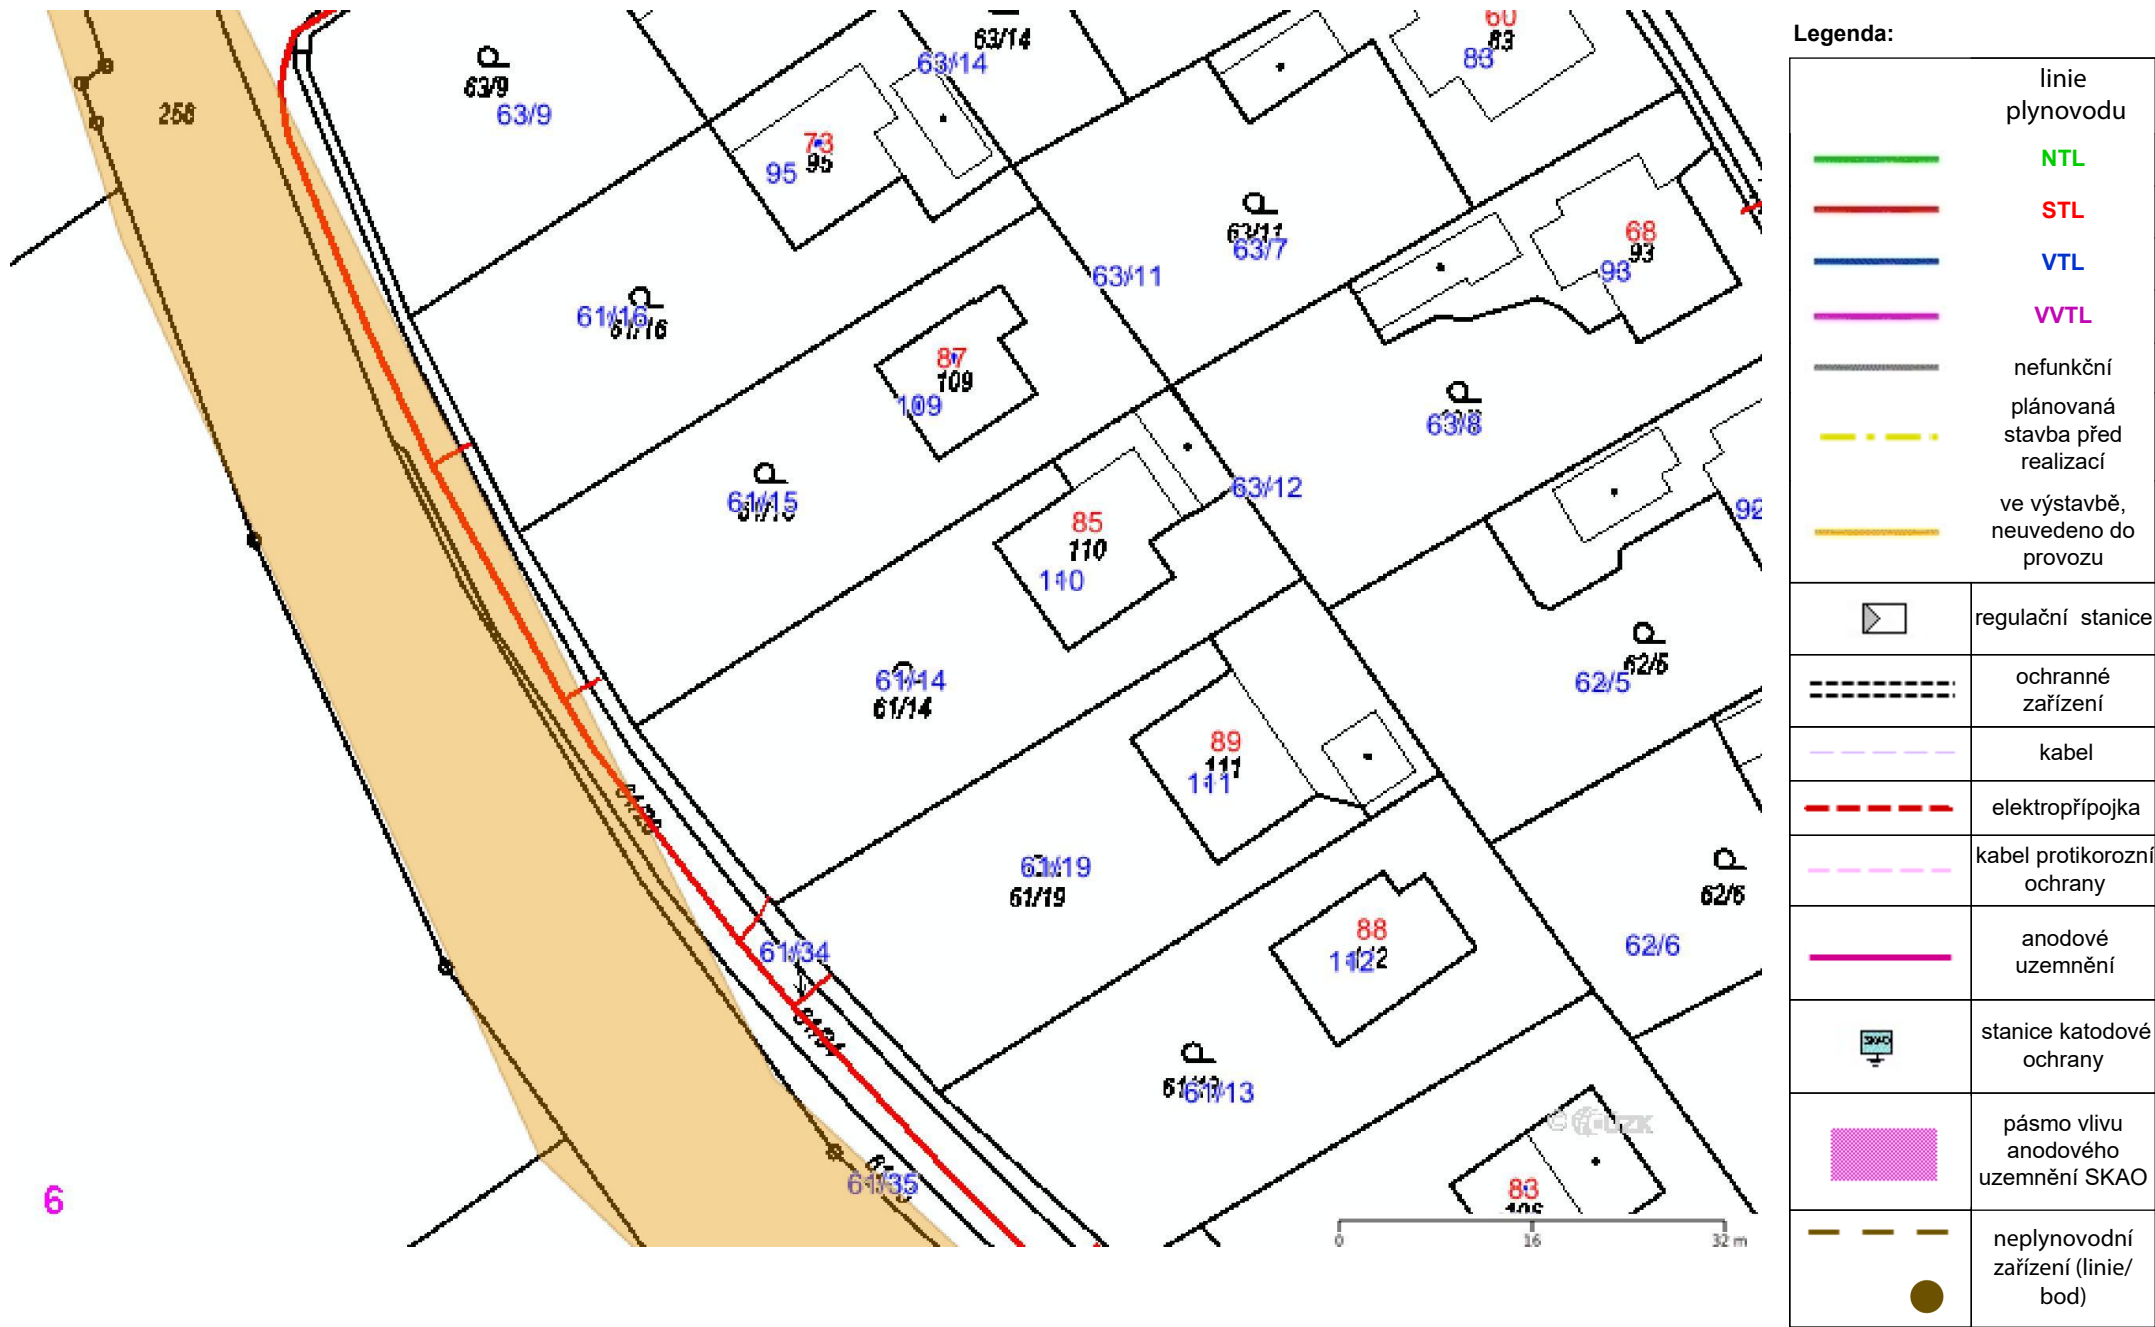 63/9
63/9
258
63/14
63/14
60
83
83
73
95
95
63/11
63/7
63/11
68
93
93
61/16
61/16
87
109
109
63/8
61/15
85
110
110
63/12
92
61/14
61/14
62/5
62/5
89
111
111
61/19
61/19
62/6
62/6
61/34
88
112
61/13
61/35
83
6
0 16 32 m
Legenda:
linie
plynovodu
NTL
STL
VTL
VVTL
nefunkční
plánovaná
stavba před
realizací
ve výstavbě,
neuvedeno do
provozu
regulační stanice
ochranné
zařízení
kabel
elektropřípojka
kabel protikorozní
ochrany
anodové
uzemnění
SKAO
stanice katodové
ochrany
pásmo vlivu
anodového
uzemnění SKAO
neplynovodní
zařízení (linie/
bod)